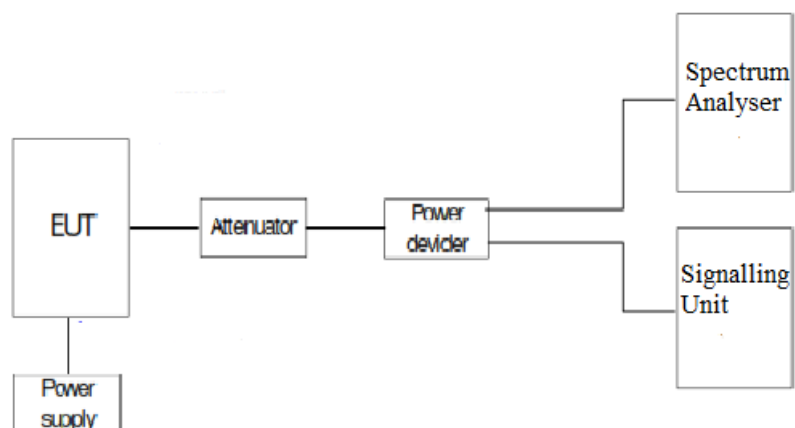 Spectrum
Analyser
EUT
Attenuator
Power
devider
Signalling
Unit
Power
supply